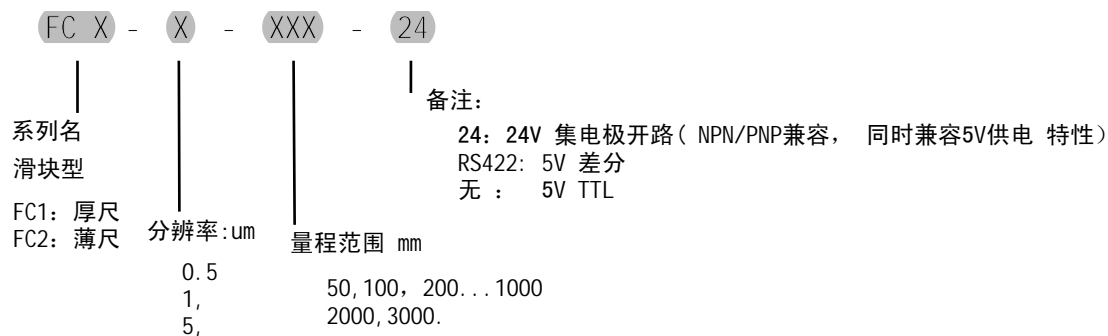 FC X - X - XXX - 24
备注:
24: 24V 集电极开路( NPN/PNP兼容, 同时兼容5V供电 特性)
RS422: 5V 差分
无 : 5V TTL
系列名
滑块型
FC1: 厚尺
FC2: 薄尺
分辨率:um
0.5
1,
5,
量程范围 mm
50,100, 200...1000
2000,3000.